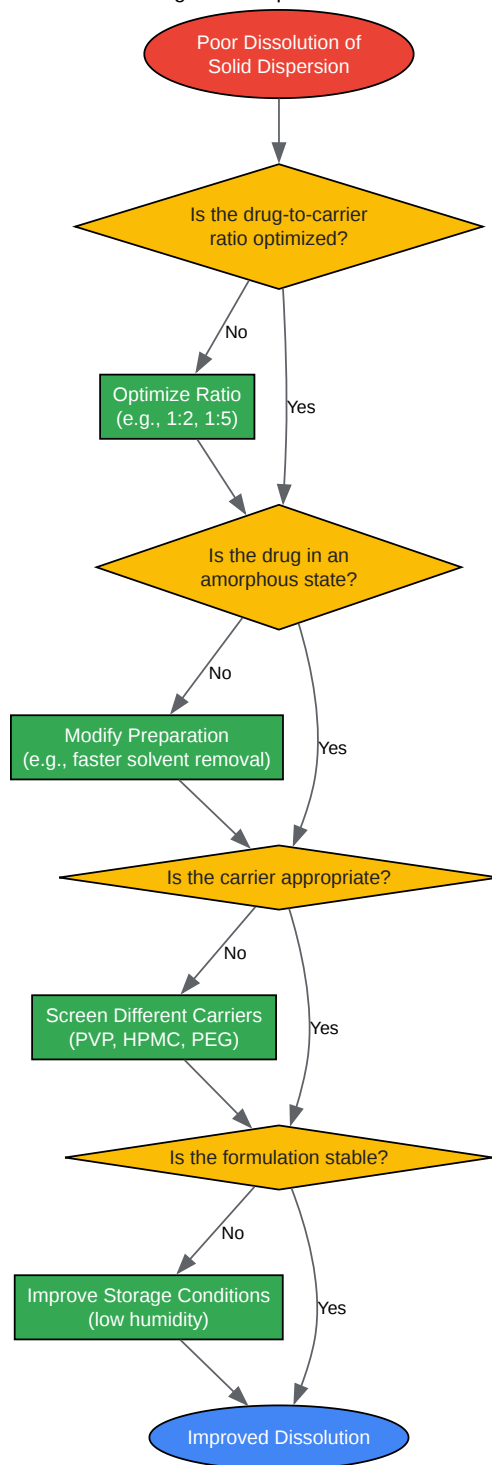 Poor Dissolution of
Solid Dispersion
Is the drug-to-carrier
ratio optimized?
No
Optimize Ratio
(e.g., 1:2, 1:5)
Yes
Is the drug in an
amorphous state?
No
Modify Preparation
(e.g., faster solvent removal)
Yes
Is the carrier appropriate?
No
Screen Different Carriers
(PVP, HPMC, PEG)
Yes
Is the formulation stable?
No
Improve Storage Conditions
(low humidity)
Yes
Improved Dissolution